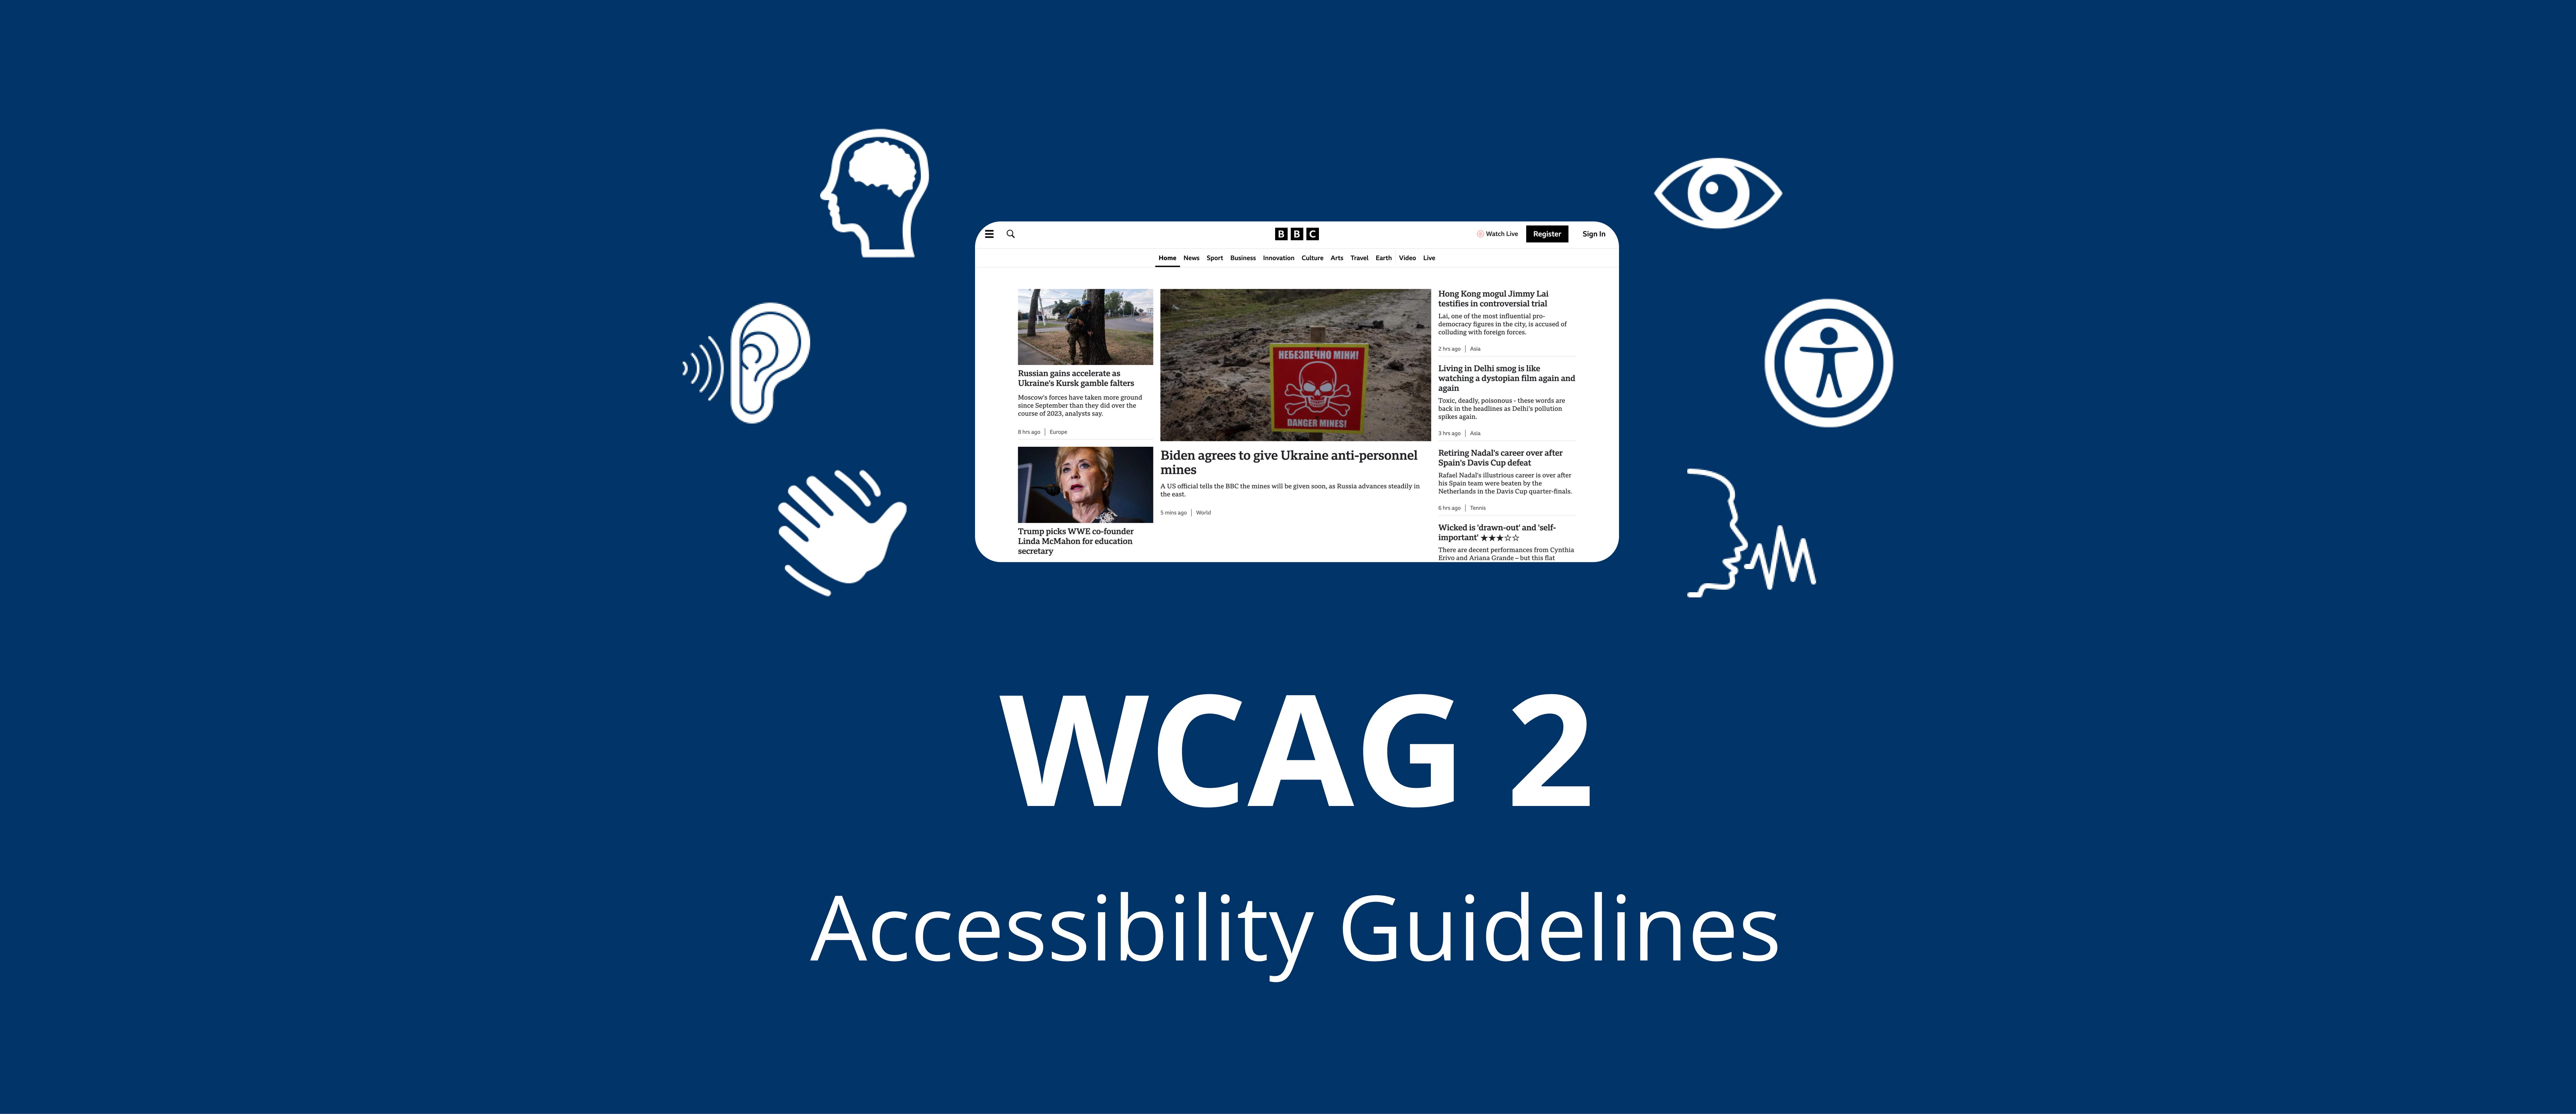 BBC
Watch Live
Register
Sign In
Home News Sport Business Innovation Culture Arts Travel Earth Video Live
Russian gains accelerate as
Ukraine's Kursk gamble falters
Moscow's forces have taken more ground
since September than they did over the
course of 2023, analysts say.
8 hrs ago | Europe
Trump picks WWE co-founder
Linda McMahon for education
secretary
НЕБЕЗПЕЧНО МІНИ!
DANGER MINES!
Biden agrees to give Ukraine anti-personnel
mines
A US official tells the BBC the mines will be given soon, as Russia advances steadily in
the east.
5 mins ago | World
Hong Kong mogul Jimmy Lai
testifies in controversial trial
Lai, one of the most influential pro-
democracy figures in the city, is accused of
colluding with foreign forces.
2 hrs ago | Asia
Living in Delhi smog is like
watching a dystopian film again and
again
Toxic, deadly, poisonous - these words are
back in the headlines as Delhi's pollution
spikes again.
3 hrs ago | Asia
Retiring Nadal's career over after
Spain's Davis Cup defeat
Rafael Nadal's illustrious career is over after
his Spain team were beaten by the
Netherlands in the Davis Cup quarter-finals.
6 hrs ago | Tennis
Wicked is 'drawn-out' and 'self-
important' ★★★☆☆
There are decent performances from Cynthia
Erivo and Ariana Grande – but this flat
WCAG 2
Accessibility Guidelines